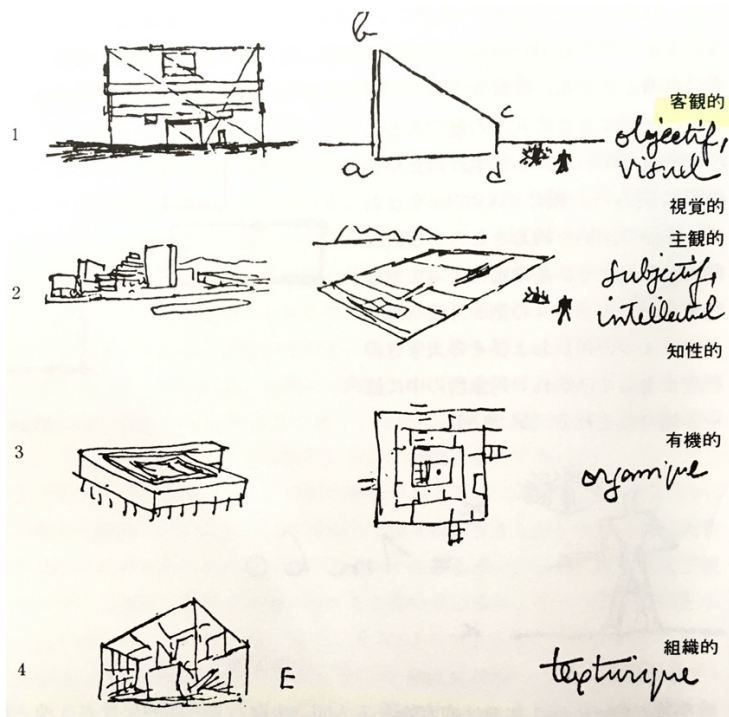 b
客観的
1
c
objectif,
a
d
visuel
視覚的
主観的
2
subjectif,
intellectuel
知性的
3
有機的
organique
組織的
4
E
texturique